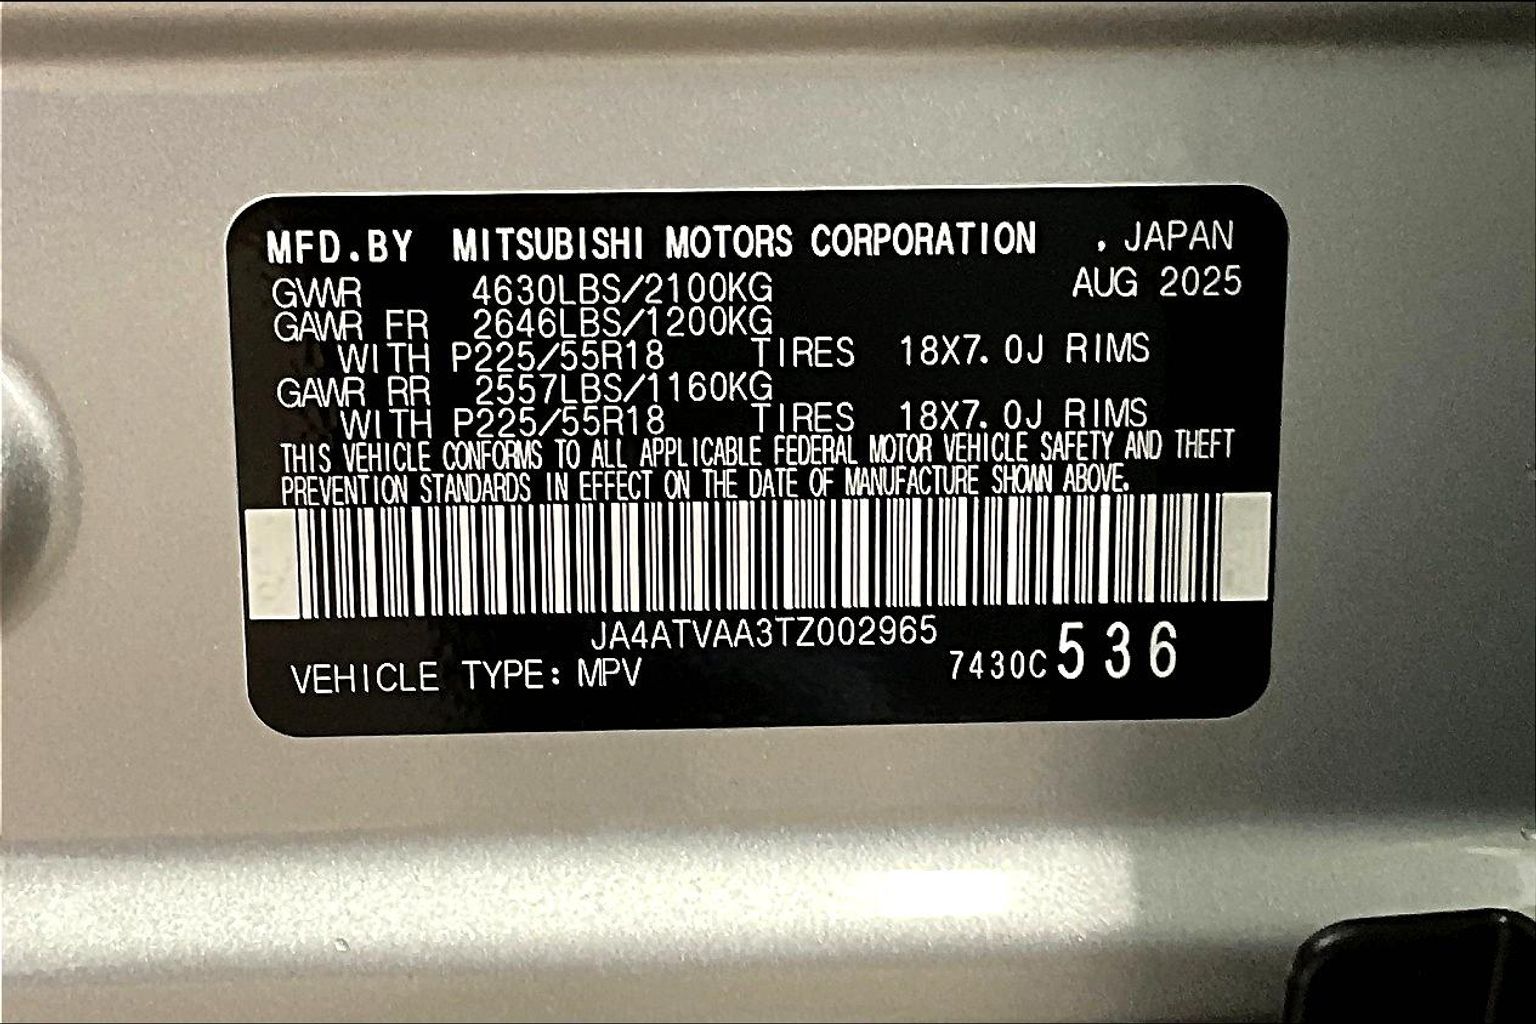 MFD.BY MITSUBISHI MOTORS CORPORATION . JAPAN
GVWR 4630LBS/2100KG AUG 2025
GAWR FR 2646LBS/1200KG
WITH P225/55R18 TIRES 18X7.0J RIMS
GAWR RR 2557LBS/1160KG
WITH P225/55R18 TIRES 18X7.0J RIMS
THIS VEHICLE CONFORMS TO ALL APPLICABLE FEDERAL MOTOR VEHICLE SAFETY AND THEFT
PREVENTION STANDARDS IN EFFECT ON THE DATE OF MANUFACTURE SHOWN ABOVE.
JA4ATVAA3TZ002965
VEHICLE TYPE: MPV 7430C 536